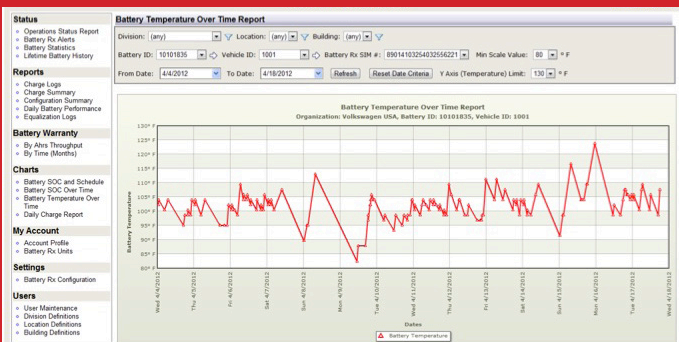 Status
Operations Status Report
Battery Rx Alerts
Battery Statistics
Lifetime Battery History
Reports
Charge Logs
Charge Summary
Configuration Summary
Daily Battery Performance
Equalization Logs
Battery Warranty
By Ahrs Throughput
By Time (Months)
Charts
Battery SOC and Schedule
Battery SOC Over Time
Battery Temperature Over
Time
Daily Charge Report
My Account
Account Profile
Battery Rx Units
Settings
Battery Rx Configuration
Users
User Maintenance
Division Definitions
Location Definitions
Building Definitions
Battery Temperature Over Time Report
Division: (any) Location: (any) Building: (any)
Battery ID: 10101835 Vehicle ID: 1001 Battery Rx SIM #: 89014103254032556221 Min Scale Value: 80 ° F
From Date: 4/4/2012 To Date: 4/18/2012 Refresh Reset Date Criteria Y Axis (Temperature) Limit: 130 ° F
Battery Temperature Over Time Report
Organization: Volkswagen USA, Battery ID: 10101835, Vehicle ID: 1001
Battery Temperature
130° F
125° F
120° F
115° F
110° F
105° F
100° F
95° F
90° F
85° F
80° F
Wed 4/4/2012
Thu 4/5/2012
Fri 4/6/2012
Sat 4/7/2012
Sun 4/8/2012
Mon 4/9/2012
Tue 4/10/2012
Wed 4/11/2012
Thu 4/12/2012
Fri 4/13/2012
Sat 4/14/2012
Sun 4/15/2012
Mon 4/16/2012
Tue 4/17/2012
Wed 4/18/2012
Dates
Battery Temperature